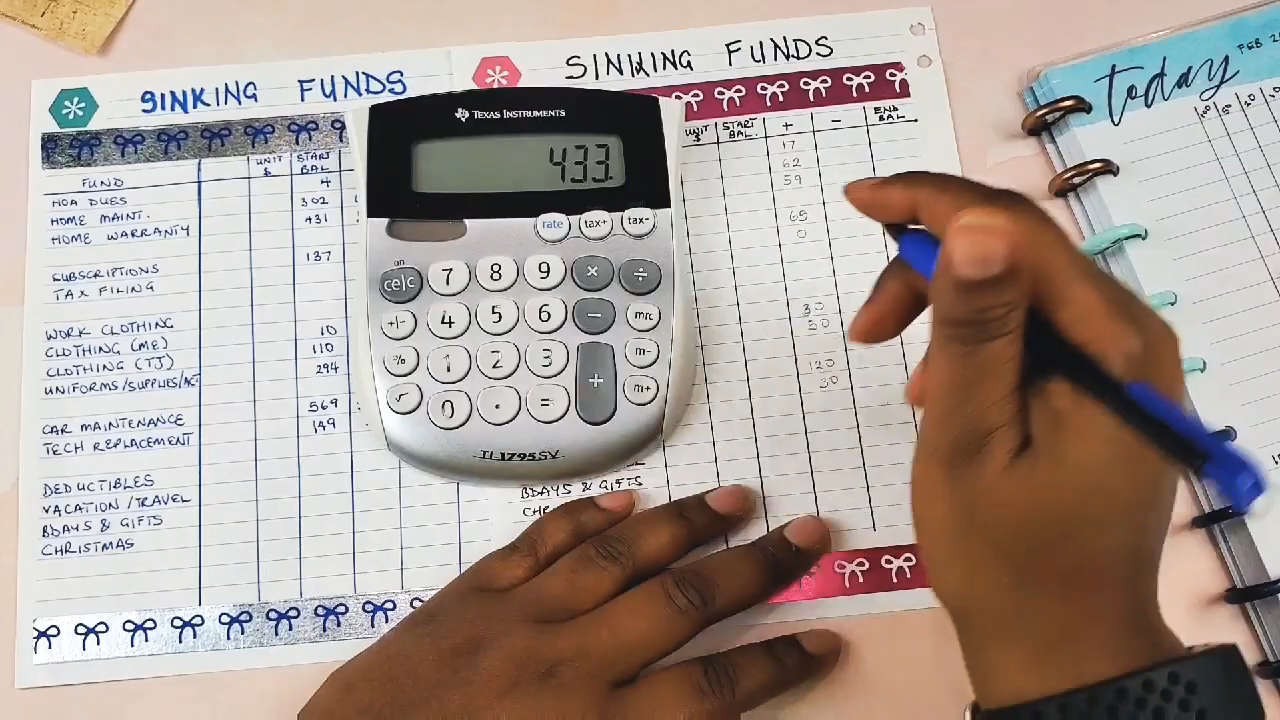 SINKING FUNDS
FUND UNIT $ START BAL
HOA DUES 4
HOME MAINT. 302
HOME WARRANTY 431
SUBSCRIPTIONS 137
TAX FILING
WORK CLOTHING
CLOTHING (ME) 10
CLOTHING (TJ) 110
UNIFORMS/SUPPLIES/ACT 294
CAR MAINTENANCE 569
TECH REPLACEMENT 149
DEDUCTIBLES
VACATION/TRAVEL
BDAYS & GIFTS
CHRISTMAS
SINKING FUNDS
UNIT $ START BAL. + - END BAL
17
62
59
65
0
30
50
120
30
BDAYS & GIFTS
TEXAS INSTRUMENTS
433.
rate tax+ tax-
on
ce|c 7 8 9 × ÷
+/- 4 5 6 − mrc
% 1 2 3 + m-
√ 0 . = m+
TI-1795SV
today
FEB